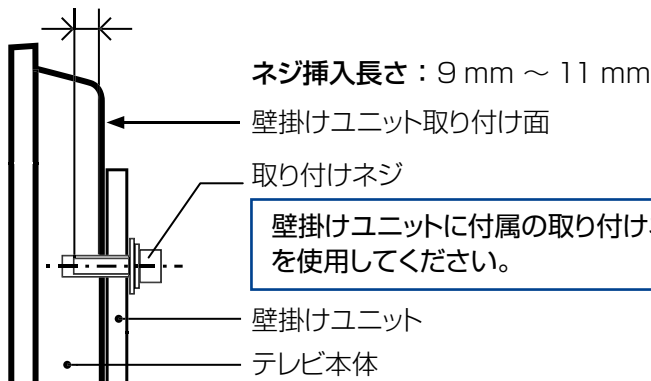 ネジ挿入長さ：9 mm ～ 11 mm
壁掛けユニット取り付け面
取り付けネジ
壁掛けユニットに付属の取り付け
を使用してください。
壁掛けユニット
テレビ本体